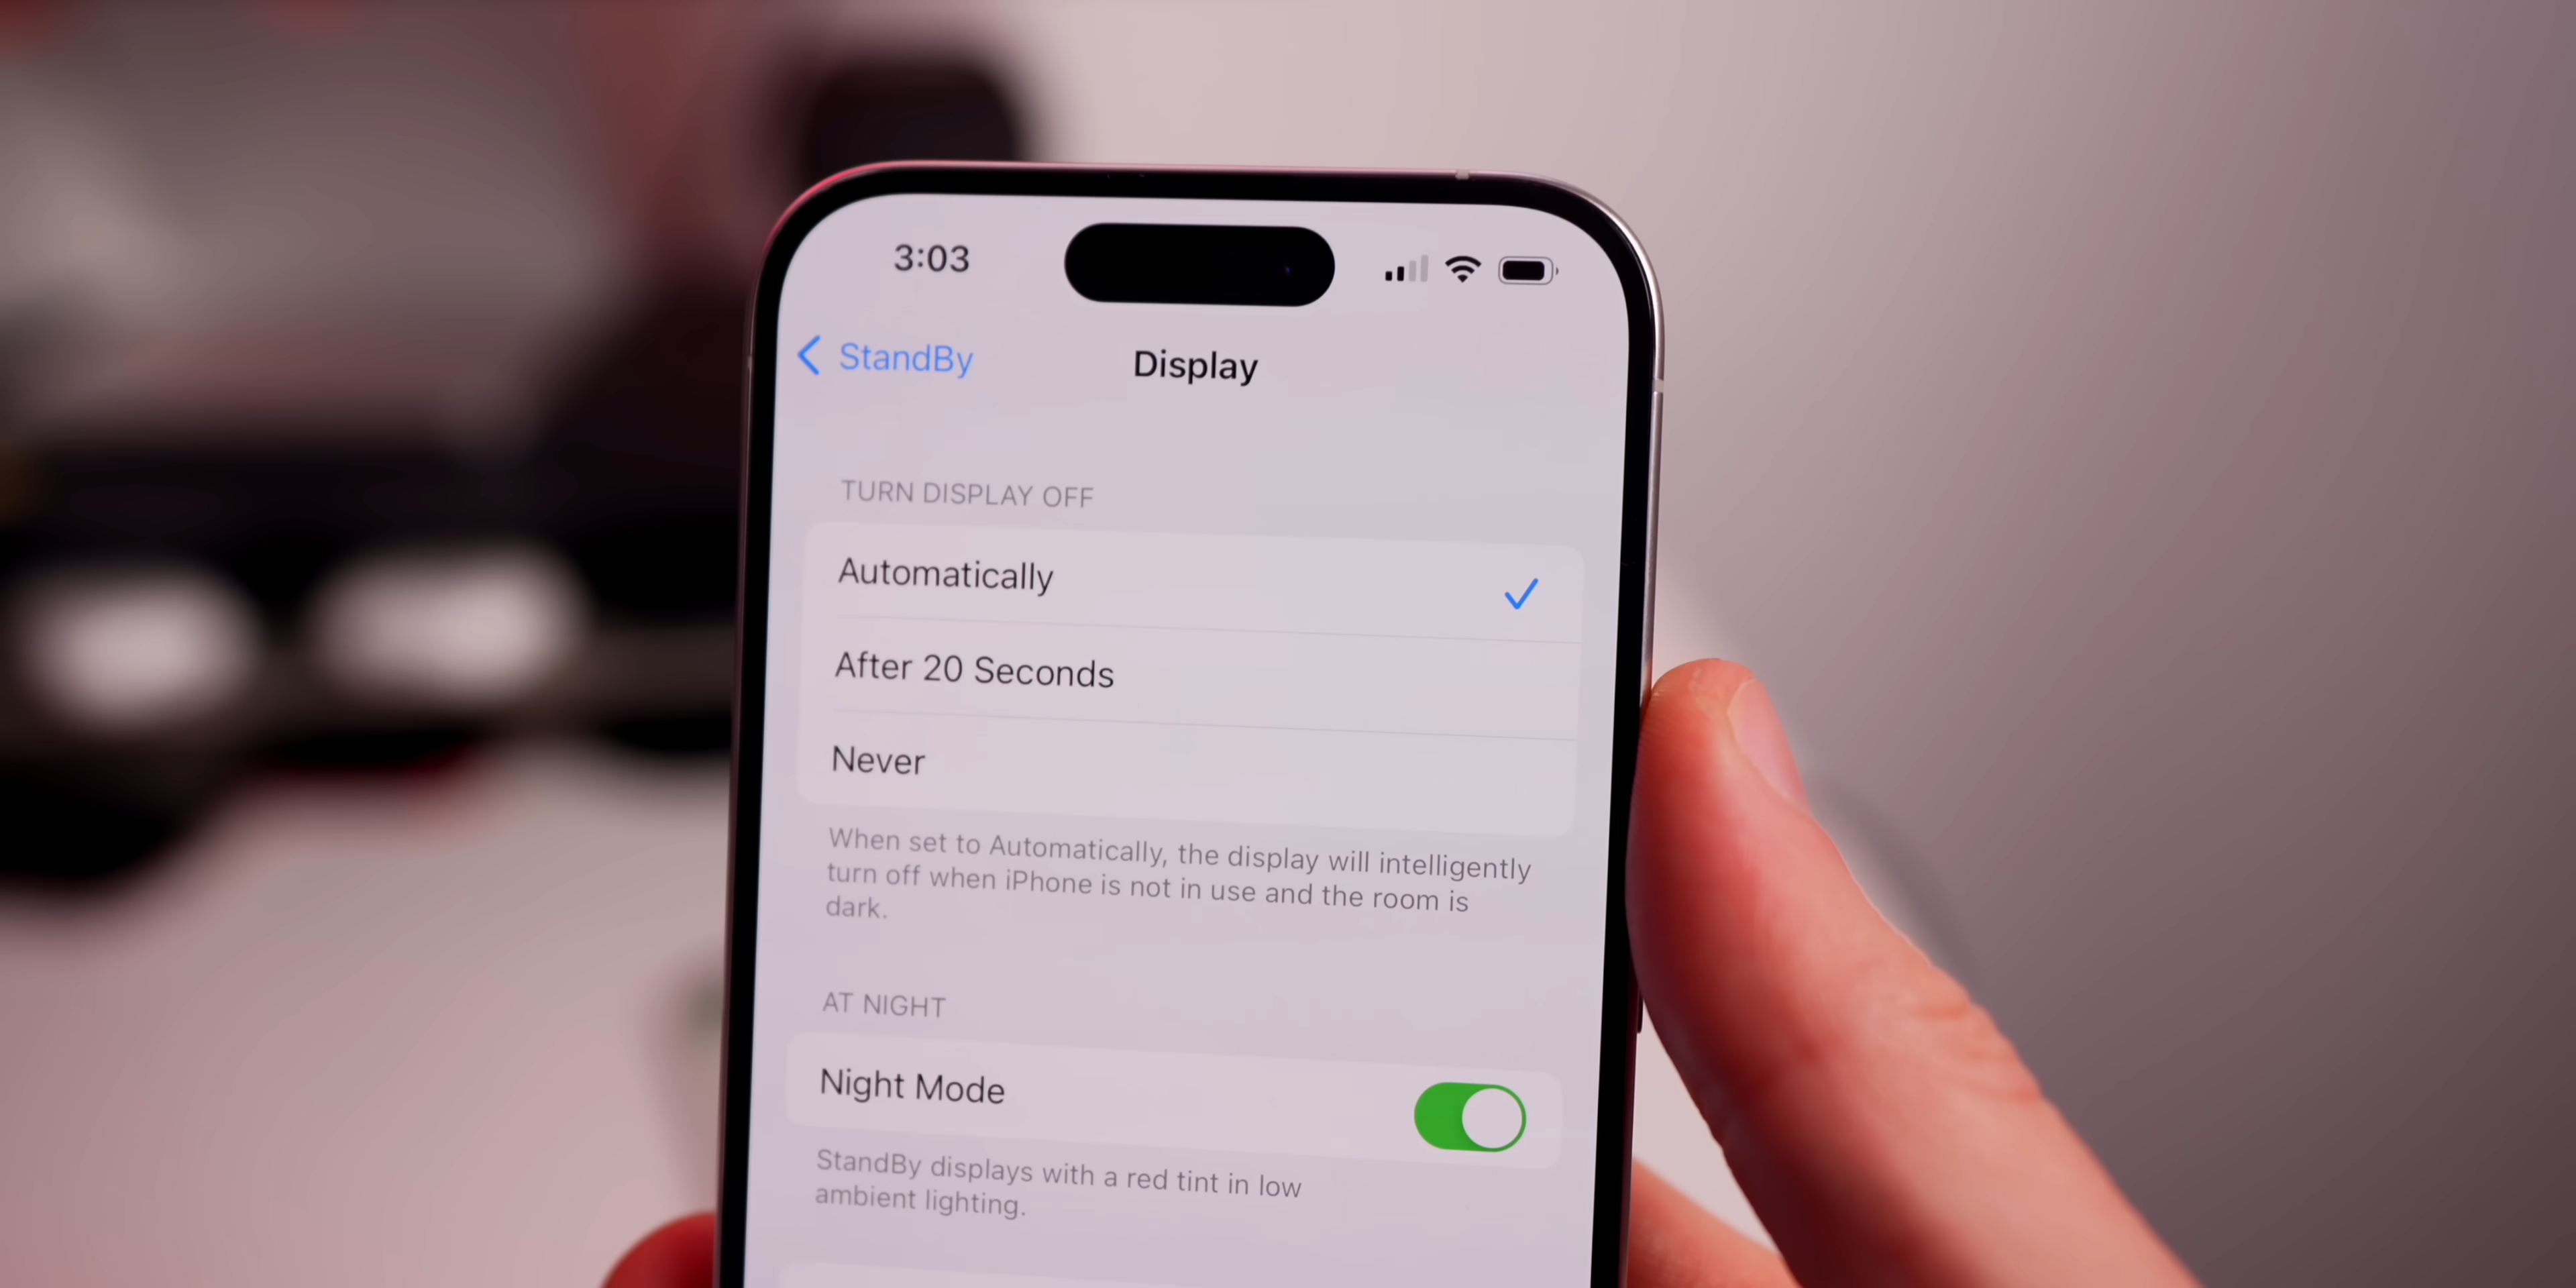 3:03
StandBy
Display
TURN DISPLAY OFF
Automatically
After 20 Seconds
Never
When set to Automatically, the display will intelligently
turn off when iPhone is not in use and the room is
dark.
AT NIGHT
Night Mode
StandBy displays with a red tint in low
ambient lighting.